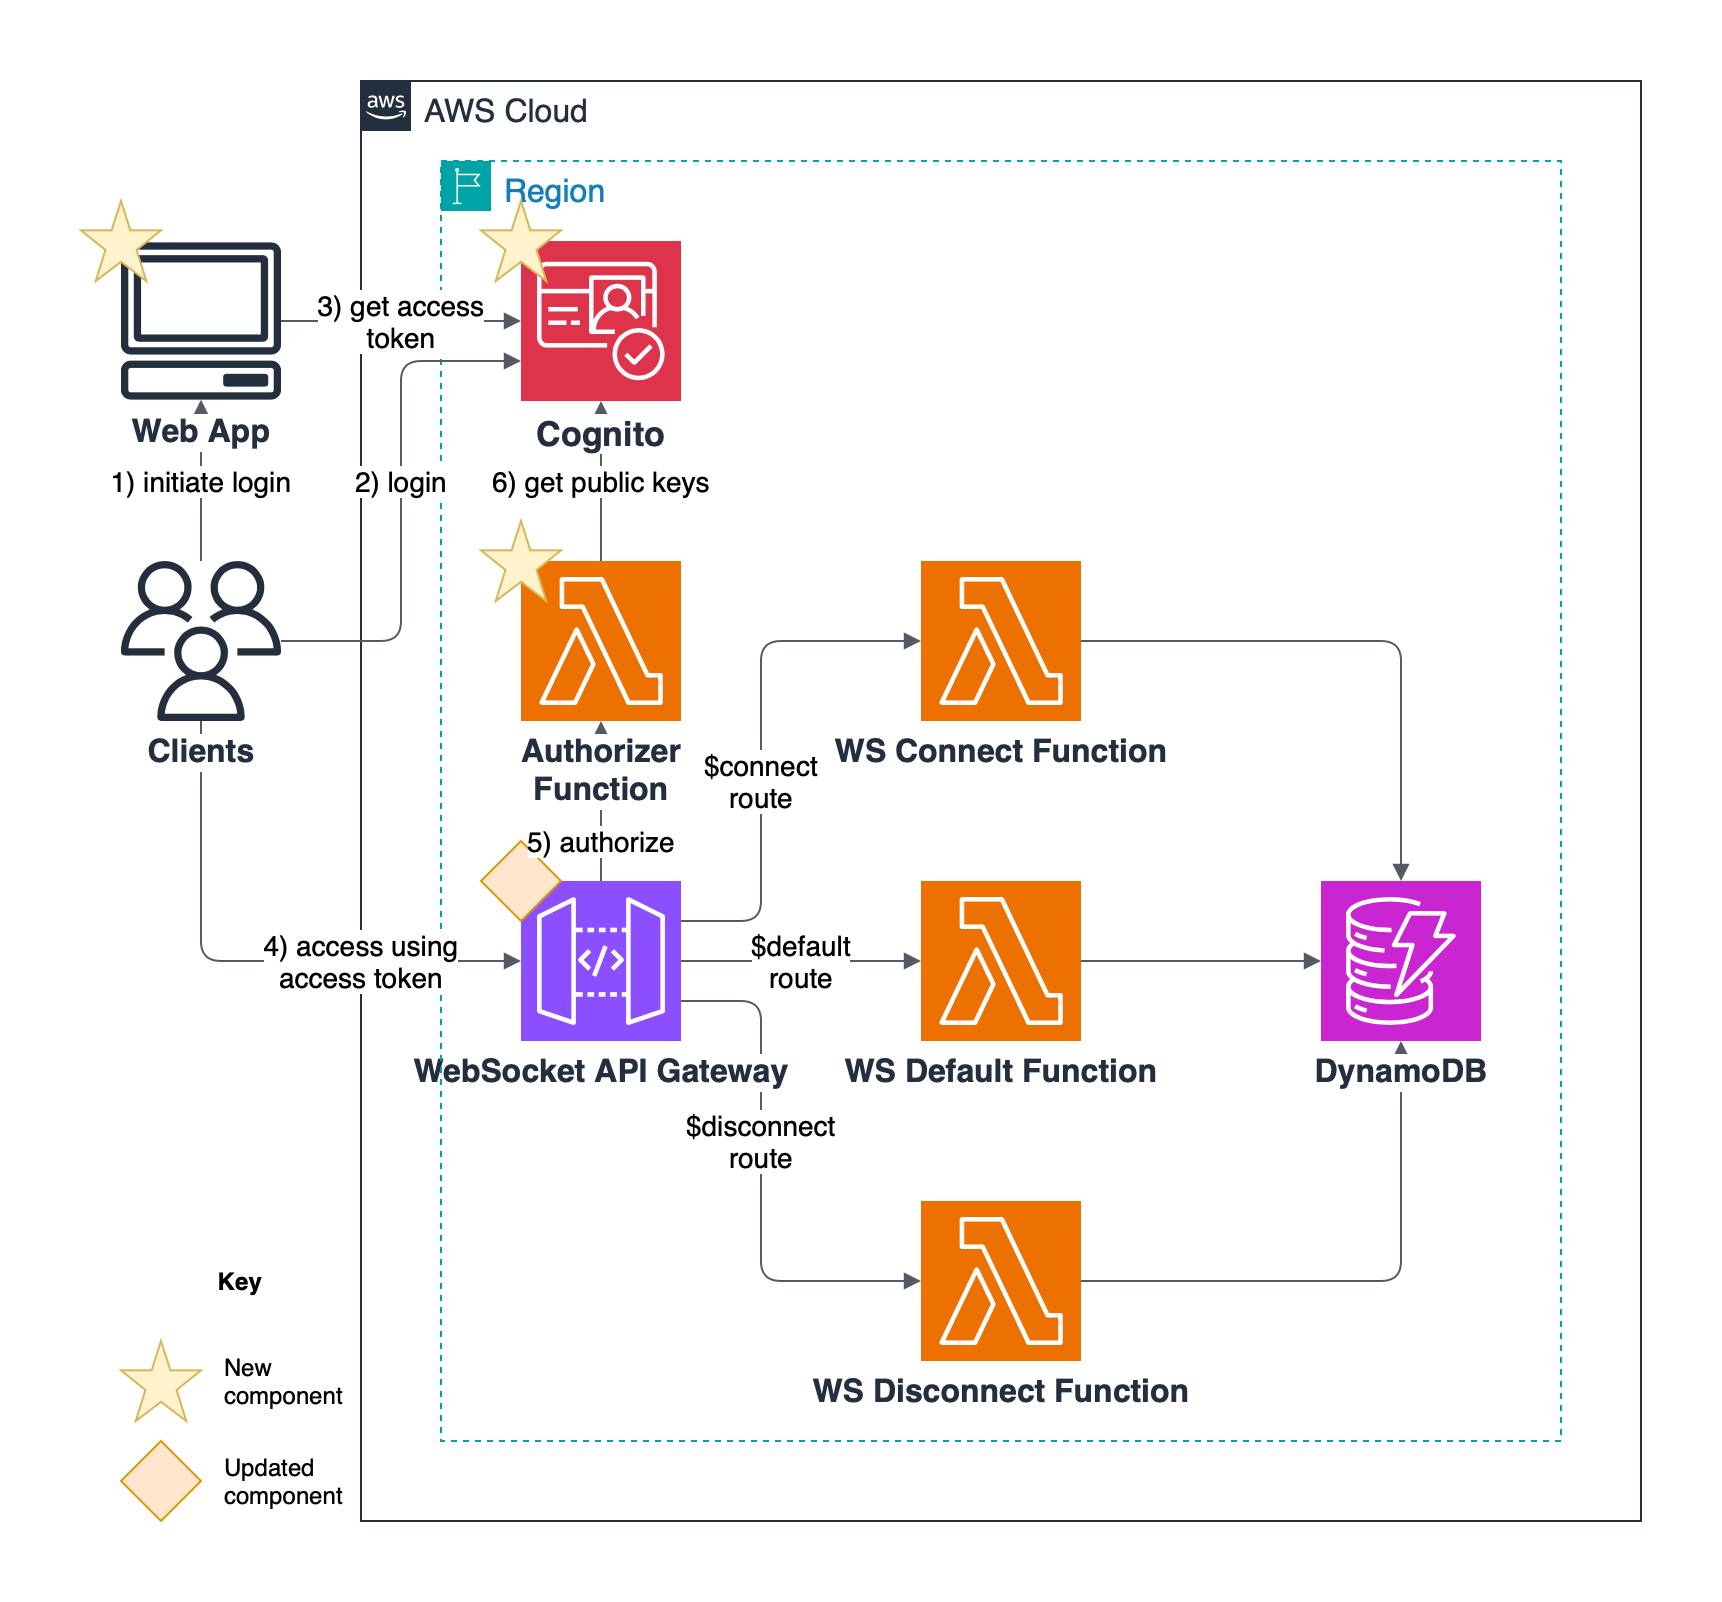 aws
AWS Cloud
Region
3) get access
token
Web App
Cognito
1) initiate login
2) login
6) get public keys
Clients
Authorizer
Function
WS Connect Function
$connect
route
5) authorize
4) access using
access token
</>
$default
route
WebSocket API Gateway
WS Default Function
DynamoDB
$disconnect
route
WS Disconnect Function
Key
New
component
Updated
component